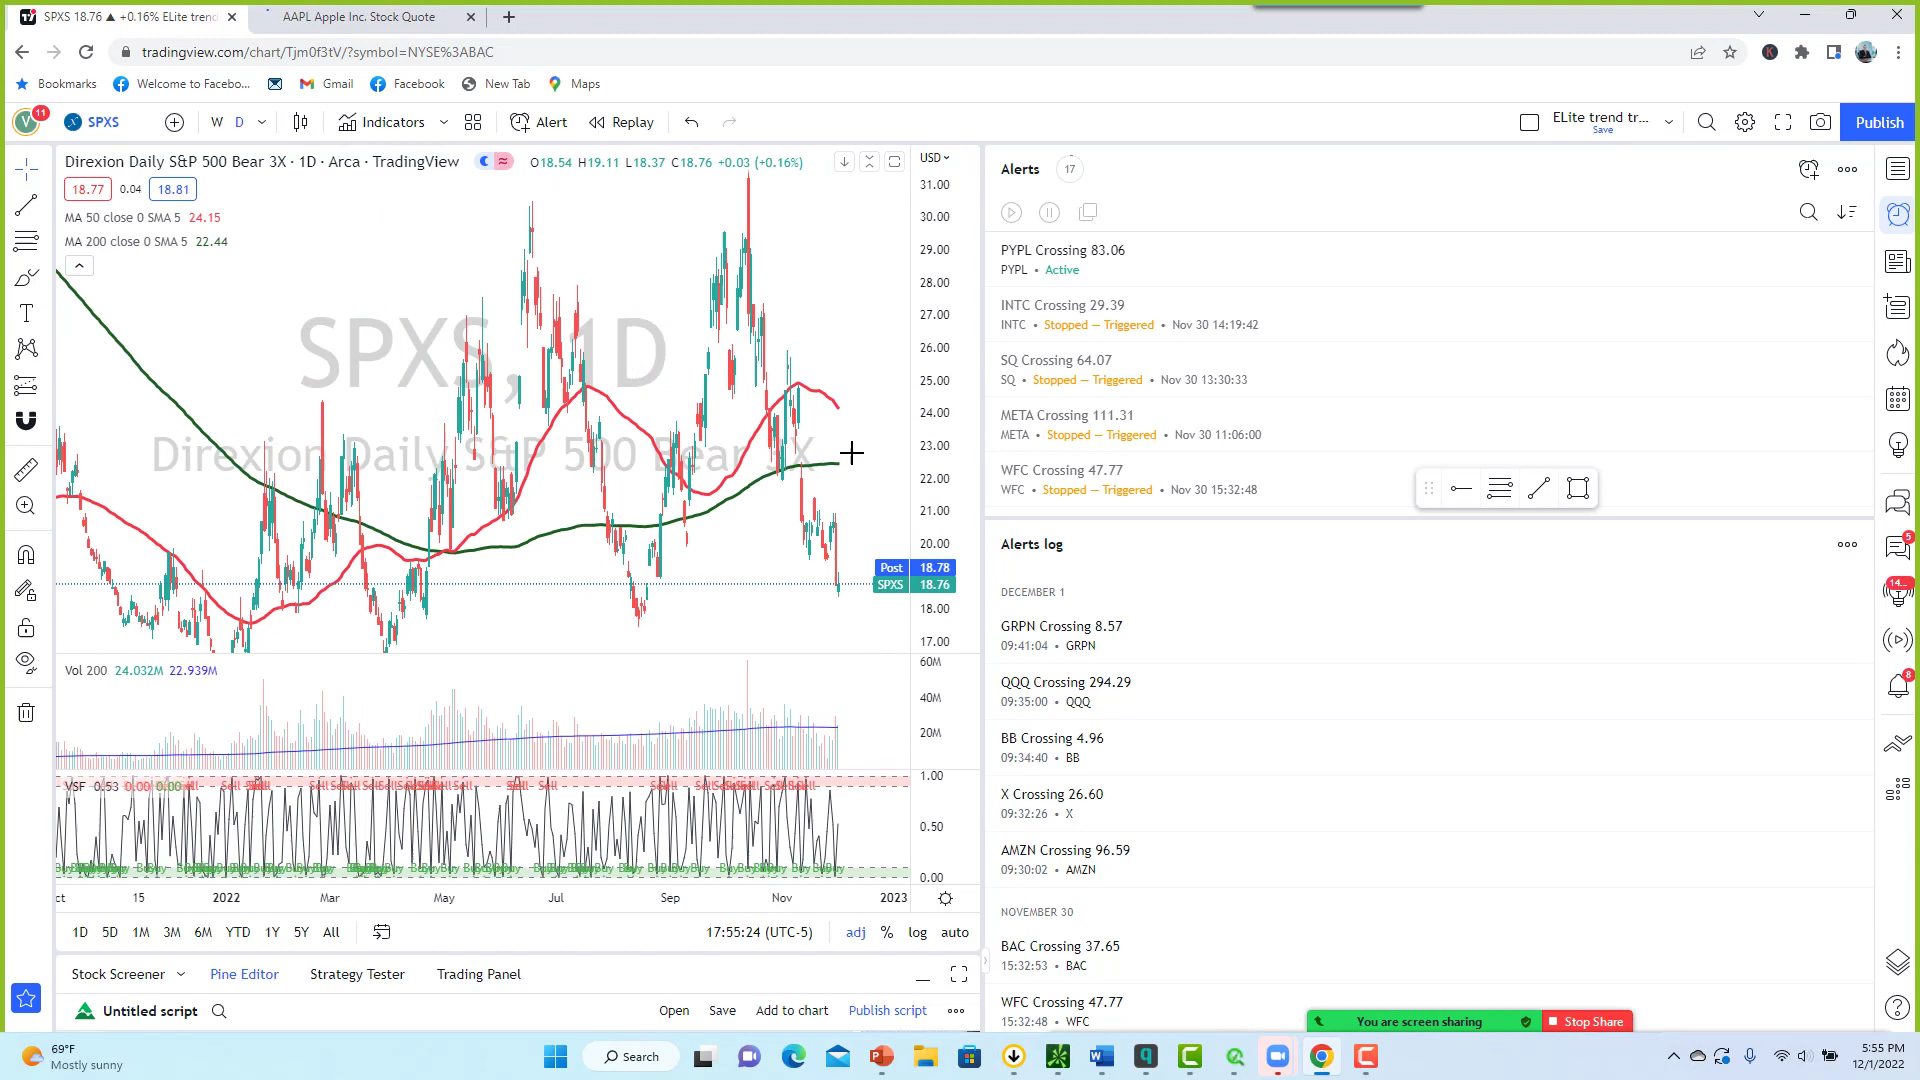 SPXS 18.76 ▲ +0.16% ELite trend
AAPL Apple Inc. Stock Quote
tradingview.com/chart/Tjm0f3tV/?symbol=NYSE%3ABAC
K
Bookmarks
Welcome to Facebo...
Gmail
Facebook
New Tab
Maps
V
11
SPXS
W D
Indicators
Alert
Replay
ELite trend tr...
Save
Publish
Direxion Daily S&P 500 Bear 3X · 1D · Arca · TradingView
O18.54 H19.11 L18.37 C18.76 +0.03 (+0.16%)
USD
18.77 0.04 18.81
MA 50 close 0 SMA 5 24.15
MA 200 close 0 SMA 5 22.44
SPXS, 1D
Direxion Daily S&P 500 Bear 3X
31.00
30.00
29.00
28.00
27.00
26.00
25.00
24.00
23.00
22.00
21.00
20.00
Post 18.78
SPXS 18.76
18.00
17.00
Vol 200 24.032M 22.939M
60M
40M
20M
VSF 0.53 0.00 0.00
1.00
0.50
0.00
15 2022 Mar May Jul Sep Nov 2023
1D 5D 1M 3M 6M YTD 1Y 5Y All
17:55:24 (UTC-5) adj % log auto
Stock Screener
Pine Editor
Strategy Tester
Trading Panel
Untitled script
Open
Save
Add to chart
Publish script
Alerts 17
PYPL Crossing 83.06
PYPL • Active
INTC Crossing 29.39
INTC • Stopped — Triggered • Nov 30 14:19:42
SQ Crossing 64.07
SQ • Stopped — Triggered • Nov 30 13:30:33
META Crossing 111.31
META • Stopped — Triggered • Nov 30 11:06:00
WFC Crossing 47.77
WFC • Stopped — Triggered • Nov 30 15:32:48
Alerts log
DECEMBER 1
GRPN Crossing 8.57
09:41:04 • GRPN
QQQ Crossing 294.29
09:35:00 • QQQ
BB Crossing 4.96
09:34:40 • BB
X Crossing 26.60
09:32:26 • X
AMZN Crossing 96.59
09:30:02 • AMZN
NOVEMBER 30
BAC Crossing 37.65
15:32:53 • BAC
WFC Crossing 47.77
15:32:48 • WFC
5
14...
8
You are screen sharing
Stop Share
69°F
Mostly sunny
Search
5:55 PM
12/1/2022